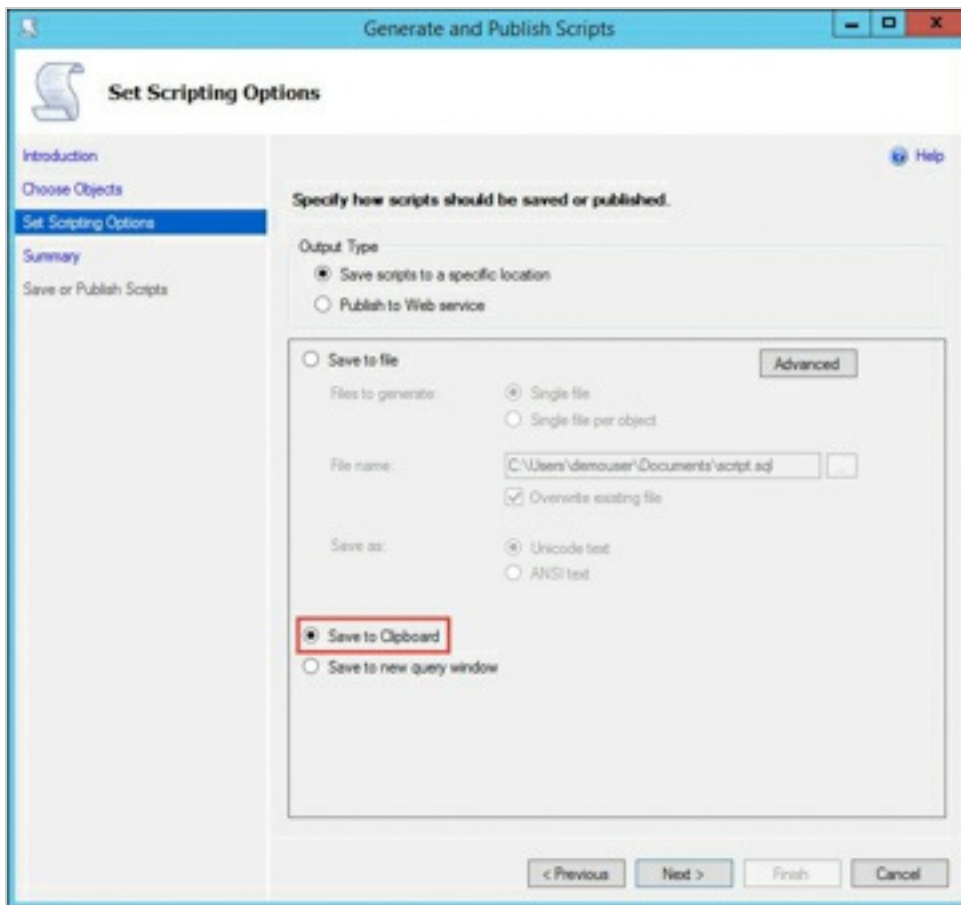 Generate and Publish Scripts
Set Scripting Options
Introduction
Choose Objects
Set Scripting Options
Summary
Save or Publish Scripts
Help
Specify how scripts should be saved or published.
Output Type
Save scripts to a specific location
Publish to Web service
Save to file
Advanced
Files to generate:
Single file
Single file per object
File name:
C:\Users\demouser\Documents\script.sql
...
Overwrite existing file
Save as:
Unicode text
ANSI text
Save to Clipboard
Save to new query window
< Previous
Next >
Finish
Cancel